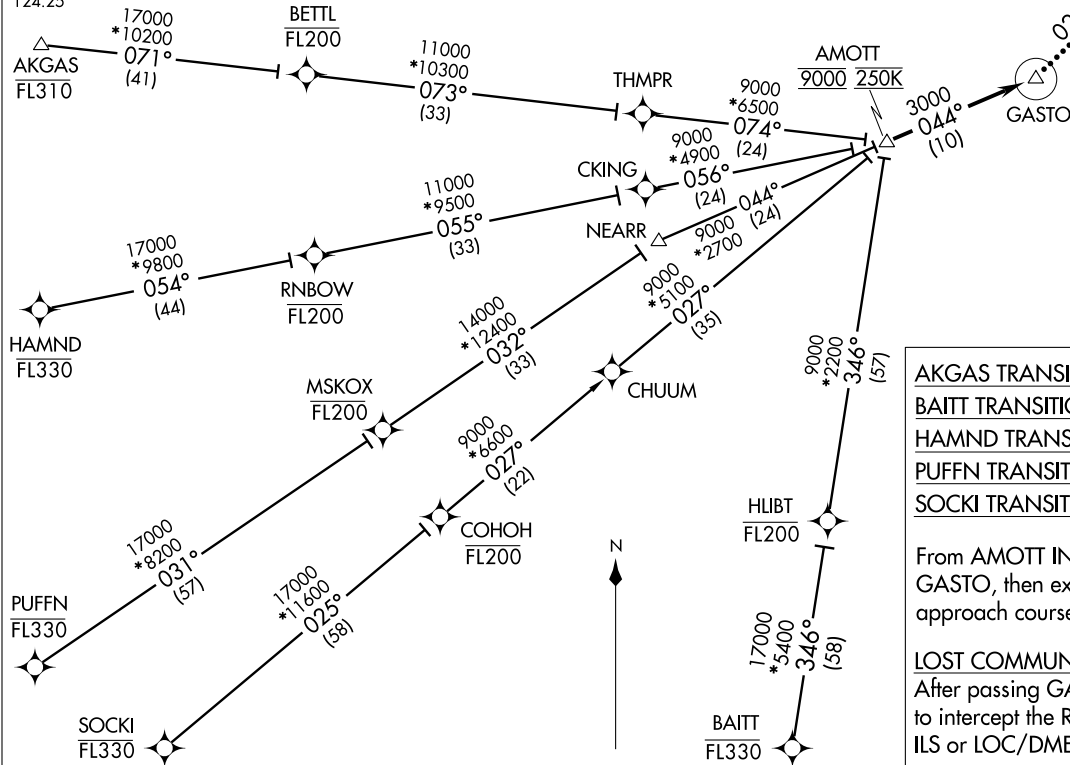 124.25
17000
*10200
071°
(41)
AKGAS
FL310
BETTL
FL200
11000
*10300
073°
(33)
THMPR
9000
*6500
074°
(24)
AMOTT
9000 250K
3000
044°
(10)
GASTO
CKING
9000
*4900
056°
(24)
11000
*9500
055°
(33)
17000
*9800
054°
(44)
RNBOW
FL200
HAMND
FL330
NEARR
044°
(24)
9000
*2700
14000
*12400
032°
(33)
9000
*5100
027°
(35)
MSKOX
FL200
CHUUM
9000
*2200
346°
(57)
9000
*6600
027°
(22)
COHOH
FL200
17000
*8200
031°
(57)
PUFFN
FL330
17000
*11600
025°
(58)
SOCKI
FL330
N
HLIBT
FL200
17000
*5400
346°
(58)
BAITT
FL330
AKGAS TRANSI
BAITT TRANSITIO
HAMND TRANS
PUFFN TRANSIT
SOCKI TRANSIT
From AMOTT IN
GASTO, then ex
approach course
LOST COMMUN
After passing GA
to intercept the R
ILS or LOC/DME